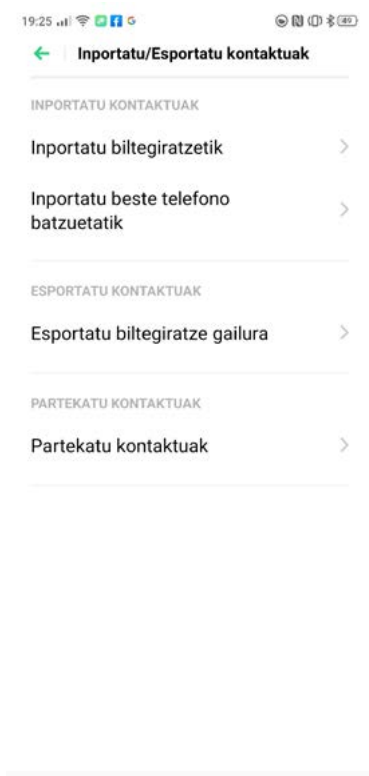 19:25
Inportatu/Esportatu kontaktuak
INPORTATU KONTAKTUAK
Inportatu biltegiratzetik
Inportatu beste telefono
batzuetatik
ESPORTATU KONTAKTUAK
Esportatu biltegiratze gailura
PARTEKATU KONTAKTUAK
Partekatu kontaktuak